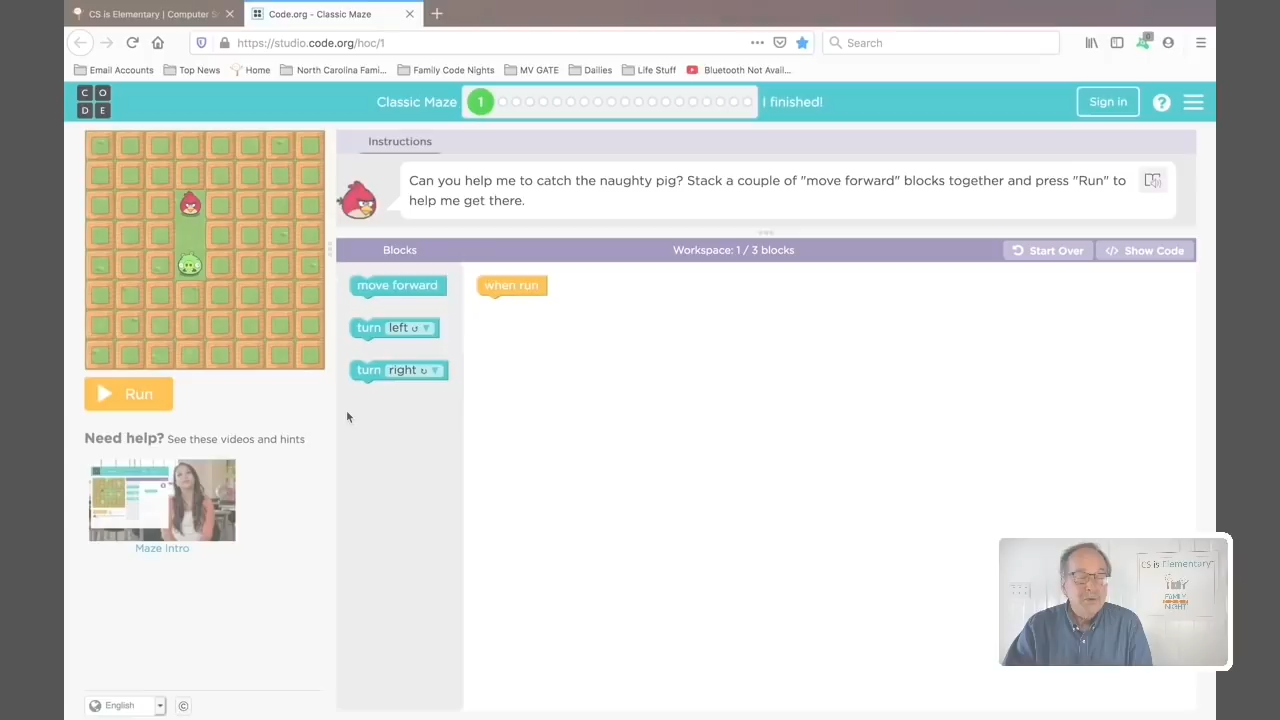 CS is Elementary | Computer S
Code.org - Classic Maze
https://studio.code.org/hoc/1
Search
Email Accounts
Top News
Home
North Carolina Fami...
Family Code Nights
MV GATE
Dailies
Life Stuff
Bluetooth Not Avail...
C O
D E
Classic Maze
1
I finished!
Sign in
?
Instructions
Can you help me to catch the naughty pig? Stack a couple of "move forward" blocks together and press "Run" to
help me get there.
Blocks
Workspace: 1 / 3 blocks
Start Over
</> Show Code
move forward
when run
turn left ↺ ▼
turn right ↻ ▼
Run
Need help? See these videos and hints
Maze Intro
CS is Elementary
FAMILY
NIGHT
English
©